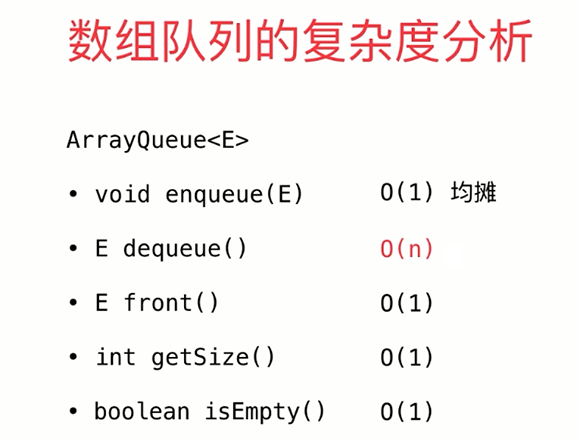 数组队列的复杂度分析
ArrayQueue<E>
• void enqueue(E) O(1) 均摊
• E dequeue() O(n)
• E front() O(1)
• int getSize() O(1)
• boolean isEmpty() O(1)